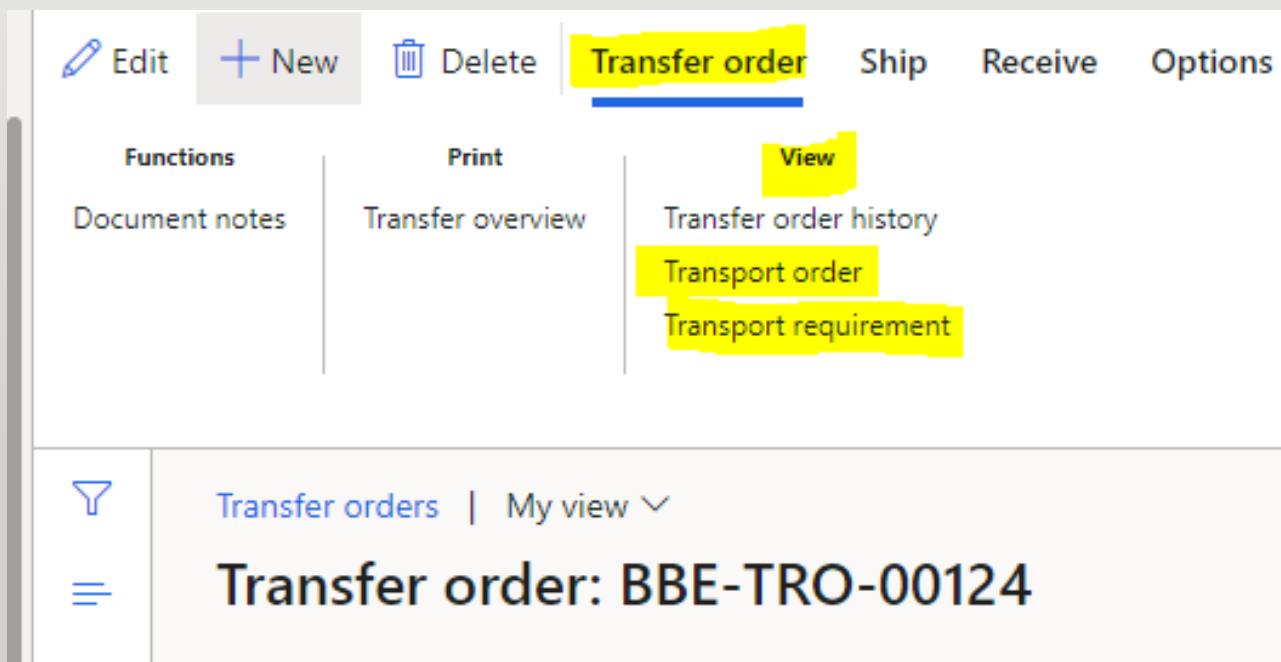 Edit New Delete Transfer order Ship Receive Options
Functions Print View
Document notes Transfer overview Transfer order history
Transport order
Transport requirement
Transfer orders | My view
Transfer order: BBE-TRO-00124